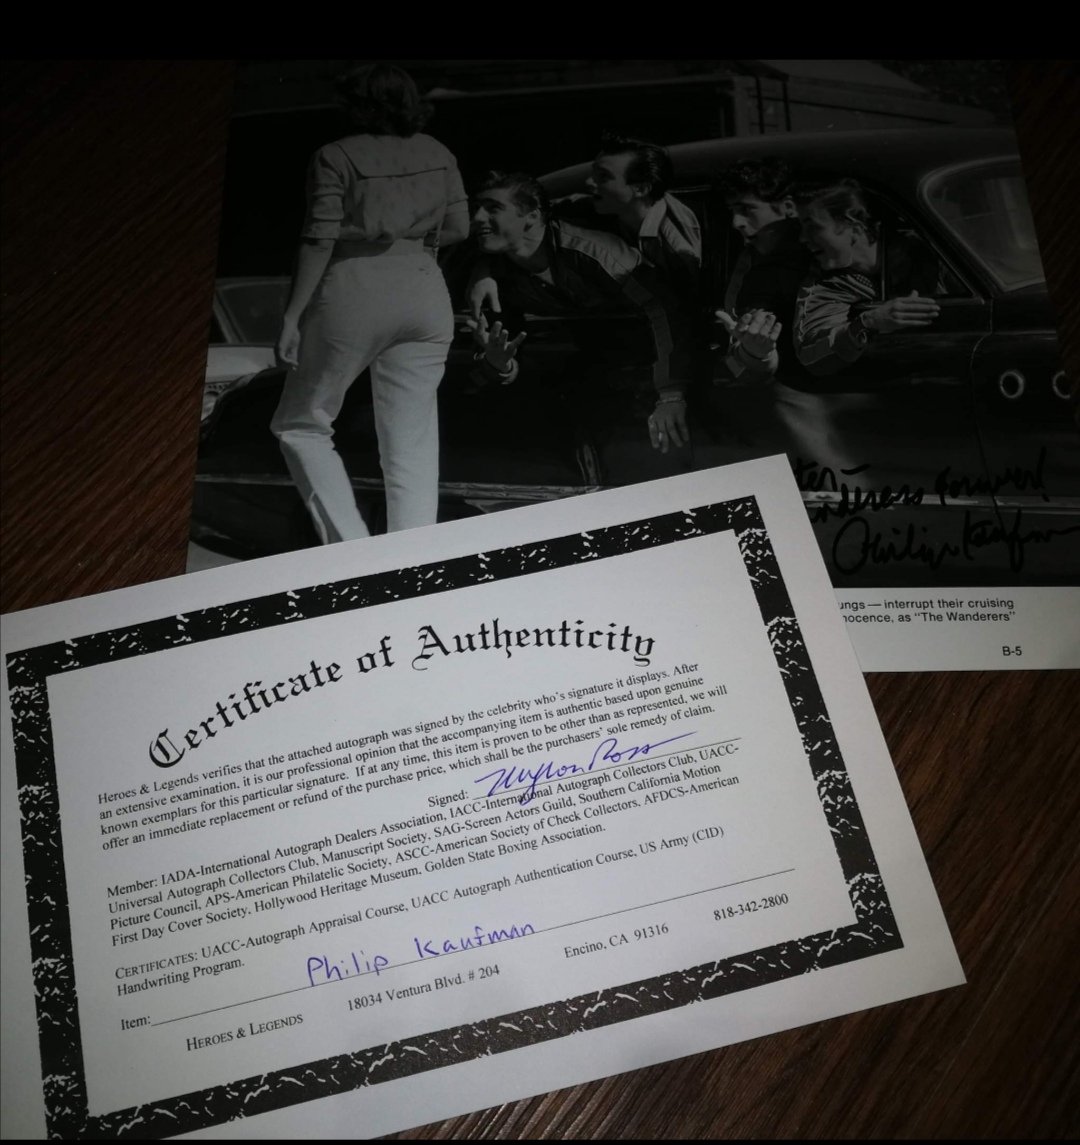 Forever!
Philip Kaufman
ungs — interrupt their cruising
nocence, as "The Wanderers"
B-5
Certificate of Authenticity
Heroes & Legends verifies that the attached autograph was signed by the celebrity who's signature it displays. After
an extensive examination, it is our professional opinion that the accompanying item is authentic based upon genuine
known exemplars for this particular signature. If at any time, this item is proven to be other than as represented, we will
offer an immediate replacement or refund of the purchase price, which shall be the purchasers' sole remedy of claim.
Signed: Myron Ross
Member: IADA-International Autograph Dealers Association, IACC-International Autograph Collectors Club, UACC-
Universal Autograph Collectors Club, Manuscript Society, SAG-Screen Actors Guild, Southern California Motion
Picture Council, APS-American Philatelic Society, ASCC-American Society of Check Collectors, AFDCS-American
First Day Cover Society, Hollywood Heritage Museum, Golden State Boxing Association.
CERTIFICATES: UACC-Autograph Appraisal Course, UACC Autograph Authentication Course, US Army (CID)
Handwriting Program.
Item: Philip Kaufman
HEROES & LEGENDS 18034 Ventura Blvd. # 204 Encino, CA 91316 818-342-2800